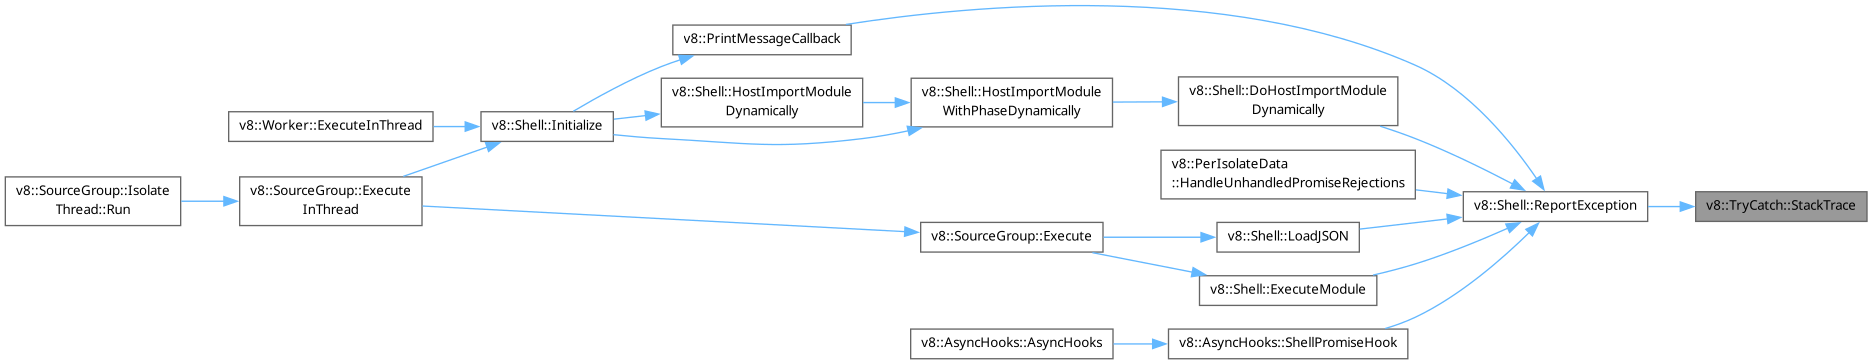 v8::PrintMessageCallback
v8::Shell::HostImportModule
Dynamically
v8::Shell::HostImportModule
WithPhaseDynamically
v8::Shell::DoHostImportModule
Dynamically
v8::Worker::ExecuteInThread
v8::Shell::Initialize
v8::PerIsolateData
::HandleUnhandledPromiseRejections
v8::SourceGroup::Isolate
Thread::Run
v8::SourceGroup::Execute
InThread
v8::Shell::ReportException
v8::TryCatch::StackTrace
v8::SourceGroup::Execute
v8::Shell::LoadJSON
v8::Shell::ExecuteModule
v8::AsyncHooks::AsyncHooks
v8::AsyncHooks::ShellPromiseHook